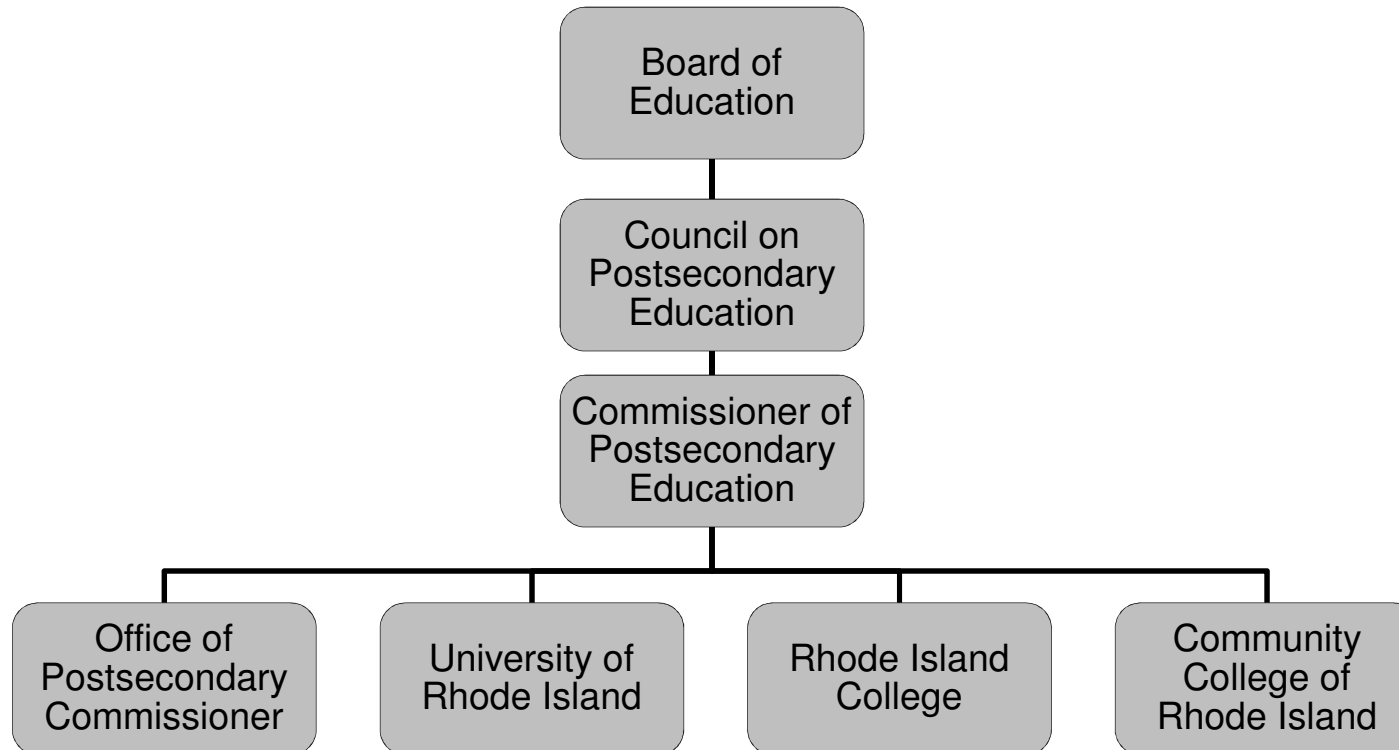 Board of
Education
Council on
Postsecondary
Education
Commissioner of
Postsecondary
Education
Office of
Postsecondary
Commissioner
University of
Rhode Island
Rhode Island
College
Community
College of
Rhode Island